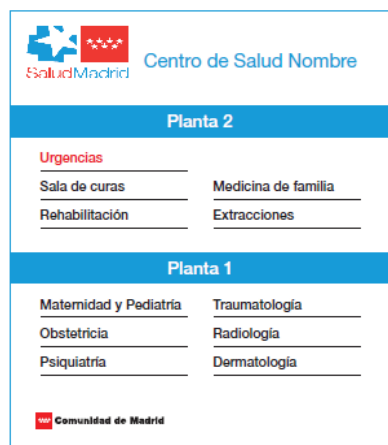 SaludMadrid
Centro de Salud Nombre
Planta 2
Urgencias
Sala de curas
Medicina de familia
Rehabilitación
Extracciones
Planta 1
Maternidad y Pediatría
Traumatología
Obstetricia
Radiología
Psiquiatría
Dermatología
Comunidad de Madrid